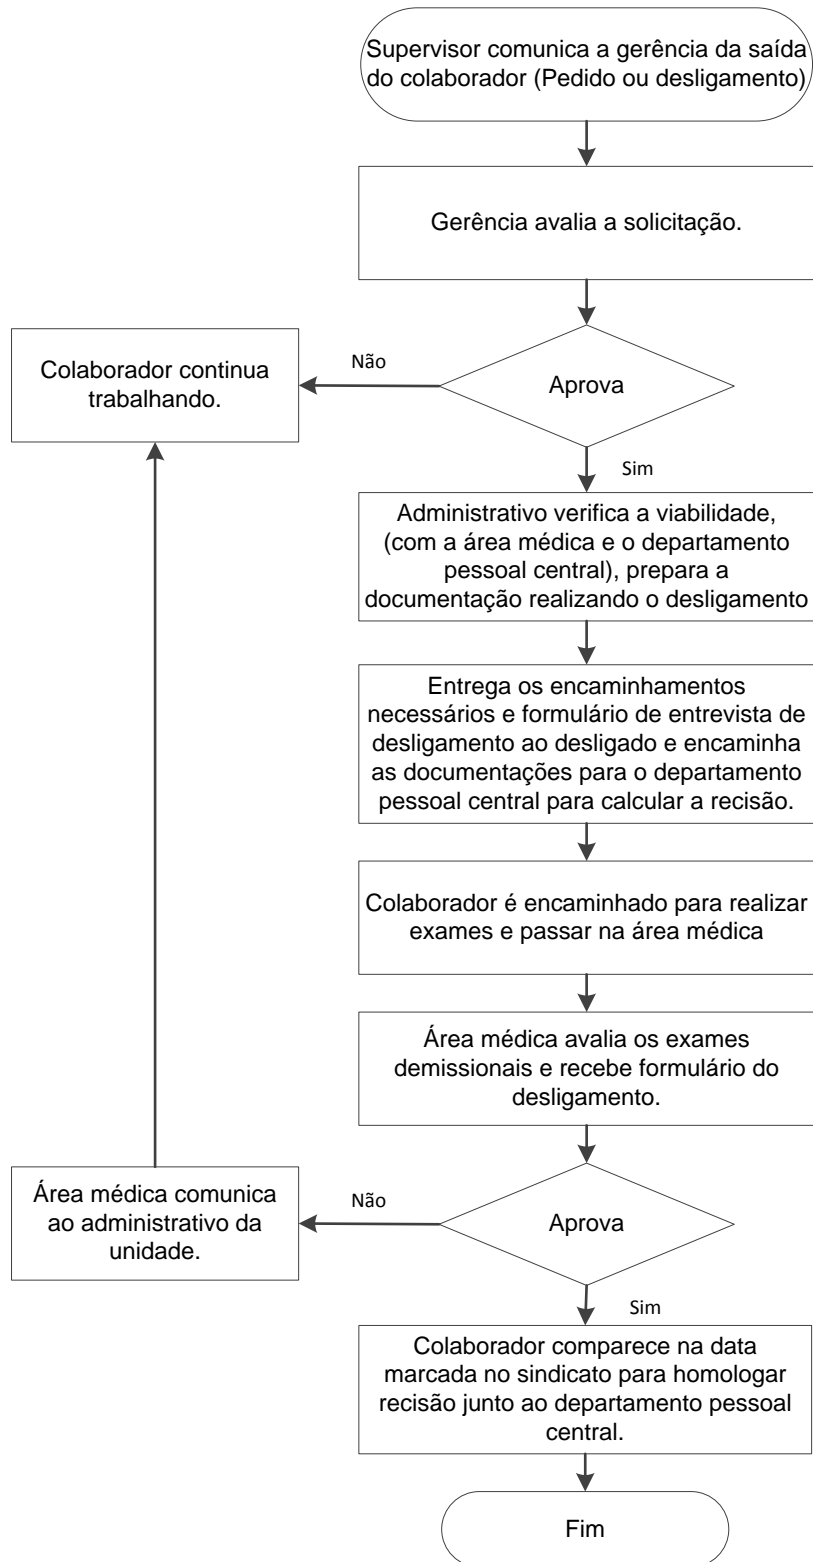 Supervisor comunica a gerência da saída
do colaborador (Pedido ou desligamento)
Gerência avalia a solicitação.
Aprova
Não
Colaborador continua
trabalhando.
Sim
Administrativo verifica a viabilidade,
(com a área médica e o departamento
pessoal central), prepara a
documentação realizando o desligamento
Entrega os encaminhamentos
necessários e formulário de entrevista de
desligamento ao desligado e encaminha
as documentações para o departamento
pessoal central para calcular a recisão.
Colaborador é encaminhado para realizar
exames e passar na área médica
Área médica avalia os exames
demissionais e recebe formulário do
desligamento.
Aprova
Não
Área médica comunica
ao administrativo da
unidade.
Sim
Colaborador comparece na data
marcada no sindicato para homologar
recisão junto ao departamento pessoal
central.
Fim